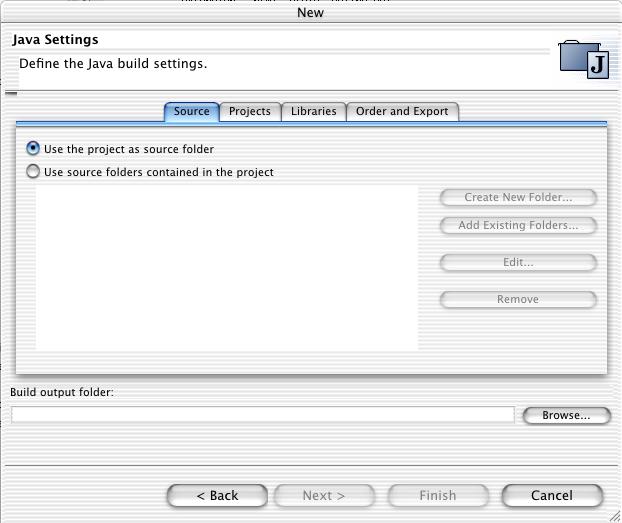 New
Java Settings
Define the Java build settings.
J
Source Projects Libraries Order and Export
Use the project as source folder
Use source folders contained in the project
Create New Folder...
Add Existing Folders...
Edit...
Remove
Build output folder:
Browse...
< Back Next > Finish Cancel